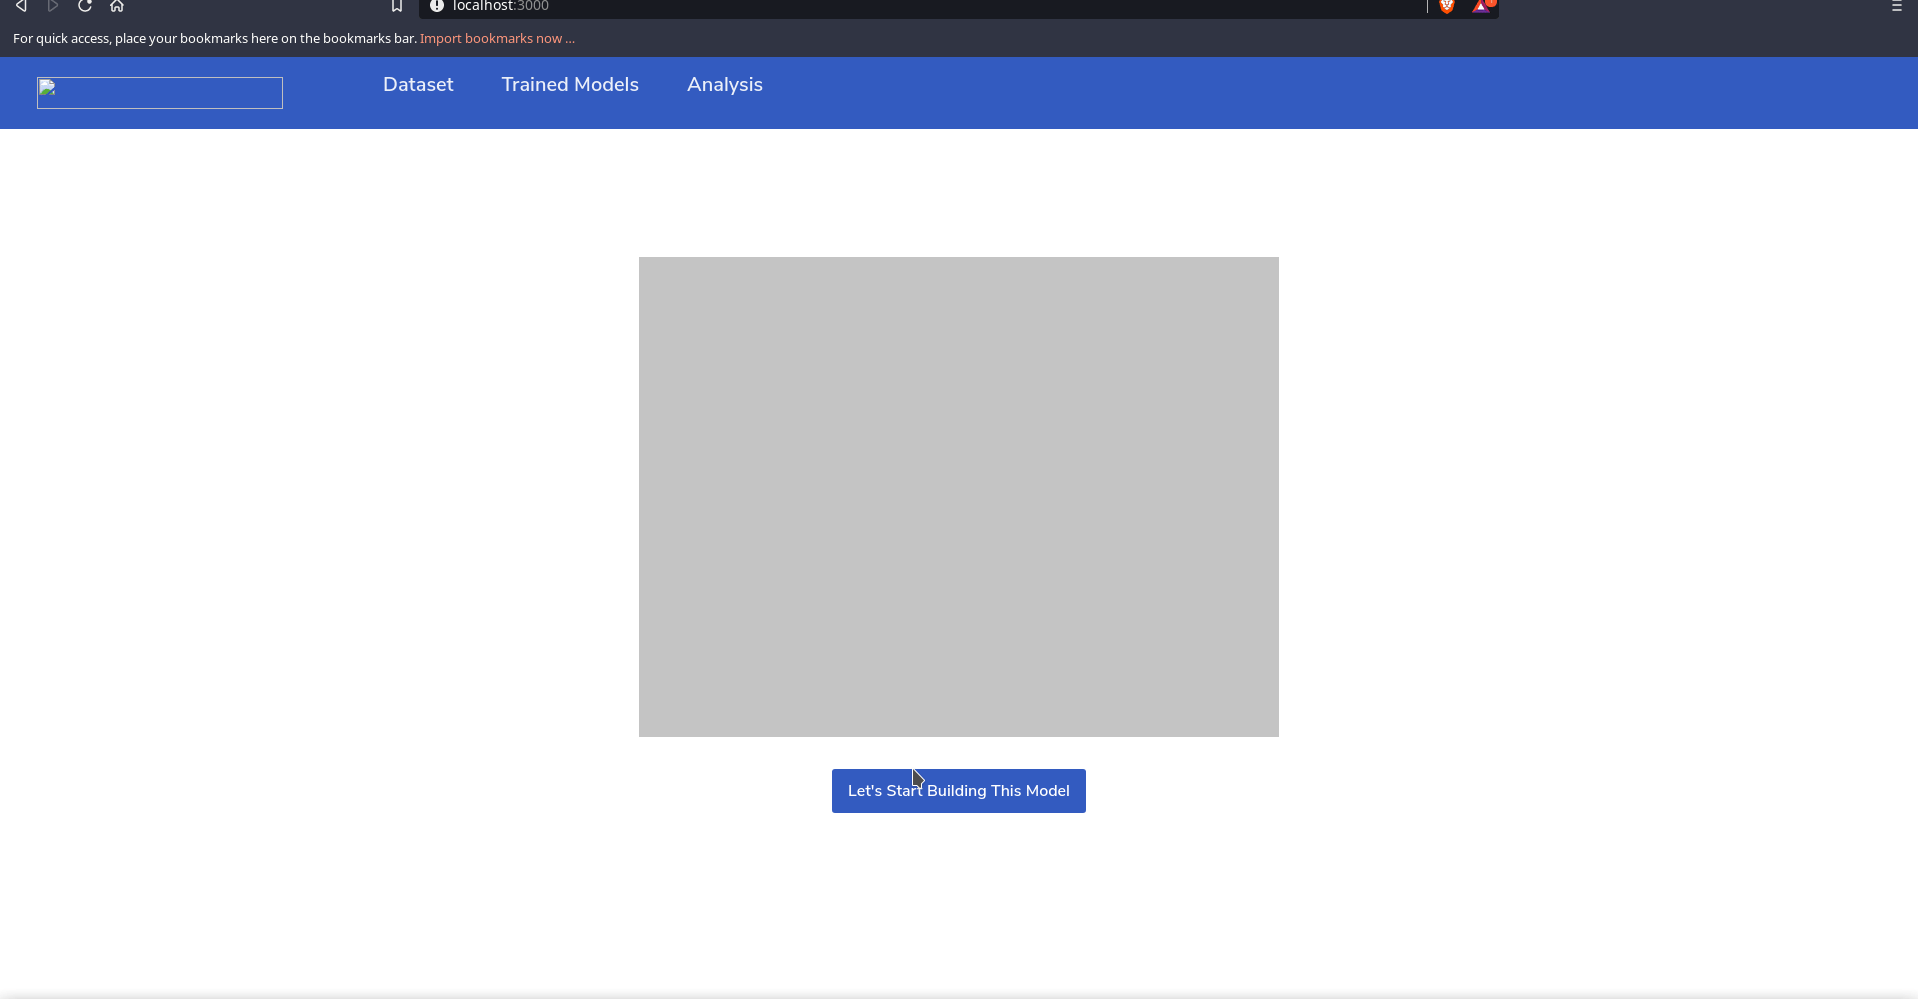 localhost:3000
For quick access, place your bookmarks here on the bookmarks bar. Import bookmarks now ...
Dataset Trained Models Analysis
Let's Start Building This Model